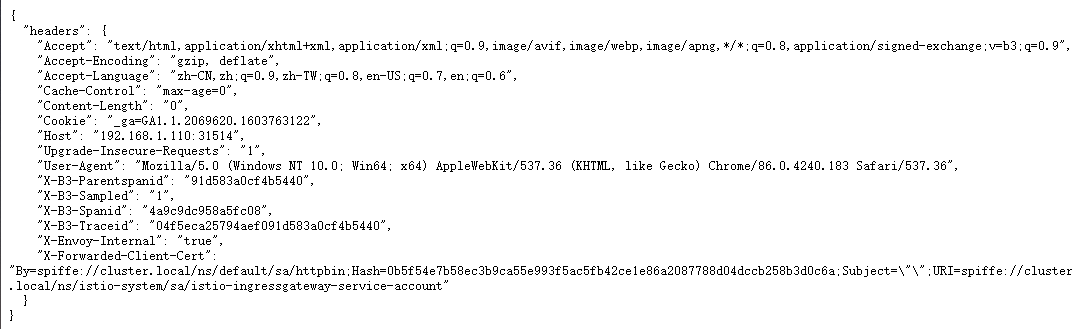 {
  "headers": {
    "Accept": "text/html,application/xhtml+xml,application/xml;q=0.9,image/avif,image/webp,image/apng,*/*;q=0.8,application/signed-exchange;v=b3;q=0.9",
    "Accept-Encoding": "gzip, deflate",
    "Accept-Language": "zh-CN,zh;q=0.9,zh-TW;q=0.8,en-US;q=0.7,en;q=0.6",
    "Cache-Control": "max-age=0",
    "Content-Length": "0",
    "Cookie": "_ga=GA1.1.2069620.1603763122",
    "Host": "192.168.1.110:31514",
    "Upgrade-Insecure-Requests": "1",
    "User-Agent": "Mozilla/5.0 (Windows NT 10.0; Win64; x64) AppleWebKit/537.36 (KHTML, like Gecko) Chrome/86.0.4240.183 Safari/537.36",
    "X-B3-Parentspanid": "91d583a0cf4b5440",
    "X-B3-Sampled": "1",
    "X-B3-Spanid": "4a9c9dc958a5fc08",
    "X-B3-Traceid": "04f5eca25794aef091d583a0cf4b5440",
    "X-Envoy-Internal": "true",
    "X-Forwarded-Client-Cert":
"By=spiffe://cluster.local/ns/default/sa/httpbin;Hash=0b5f54e7b58ec3b9ca55e993f5ac5fb42ce1e86a2087788d04dccb258b3d0c6a;Subject=\"\";URI=spiffe://cluster
.local/ns/istio-system/sa/istio-ingressgateway-service-account"
  }
}